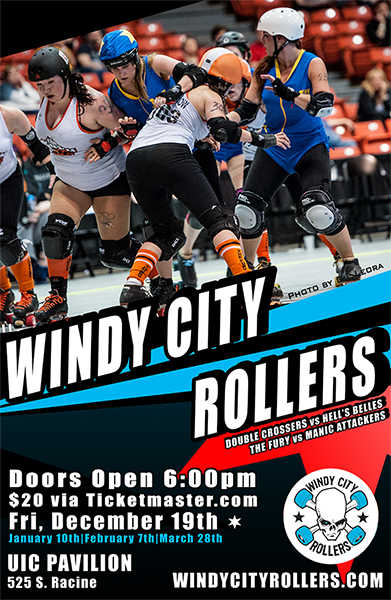 WINDY CITY
ROLLERS
DOUBLE CROSSERS vs HELL'S BELLES
THE FURY vs MANIC ATTACKERS
Doors Open 6:00pm
$20 via Ticketmaster.com
Fri, December 19th ✶
January 10th|February 7th|March 28th
UIC PAVILION
525 S. Racine
WINDY CITY
ROLLERS
WINDYCITYROLLERS.COM
PHOTO BY